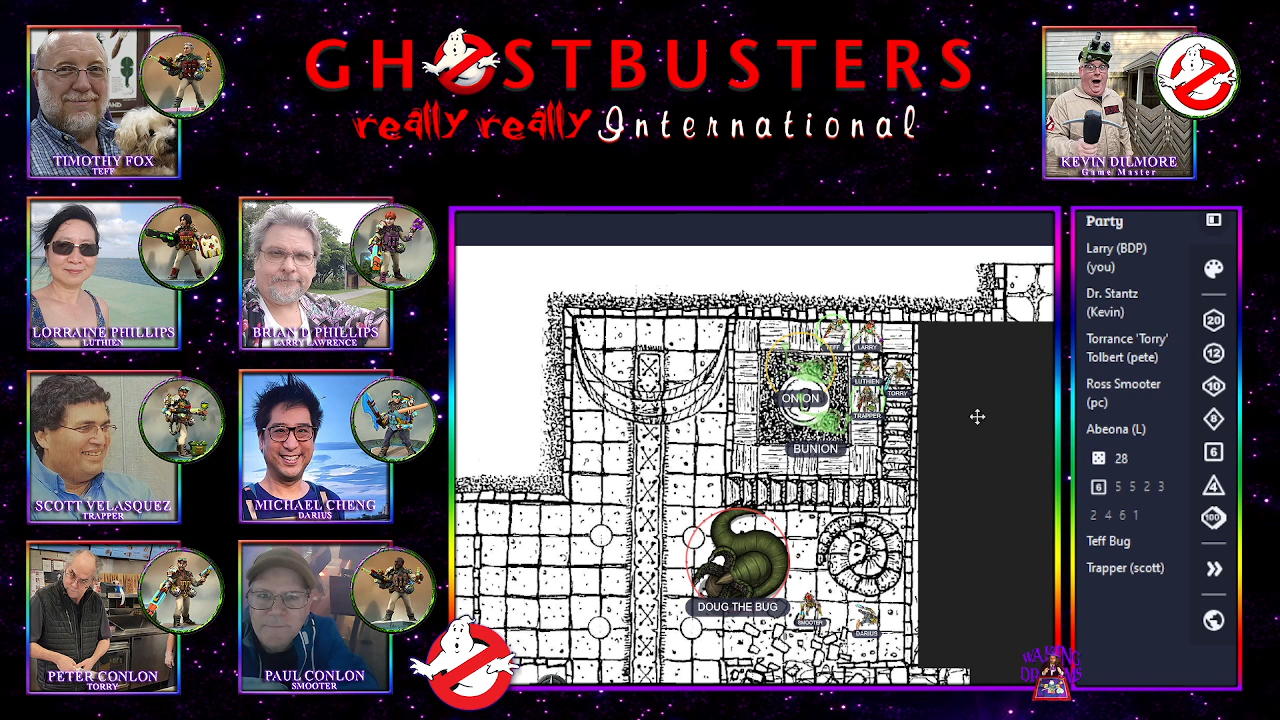 GHOSTBUSTERS
really really International
TIMOTHY FOX
TEFF
KEVIN DILMORE
Game Master
LORRAINE PHILLIPS
LUTHIEN
BRIAN D PHILLIPS
LARRY LAWRENCE
SCOTT VELASQUEZ
TRAPPER
MICHAEL CHENG
DARIUS
PETER CONLON
TORRY
PAUL CONLON
SMOOTER
TEFF
LARRY
LUTHIEN
TORRY
TRAPPER
ONION
BUNION
DOUG THE BUG
SMOOTER
DARIUS
WAKING
DREAMS
Party
Larry (BDP)
(you)
Dr. Stantz
(Kevin)
Torrance 'Torry'
Tolbert (pete)
Ross Smooter
(pc)
Abeona (L)
28
6 5 5 2 3
2 4 6 1
Teff Bug
Trapper (scott)
20
12
10
8
6
4
100